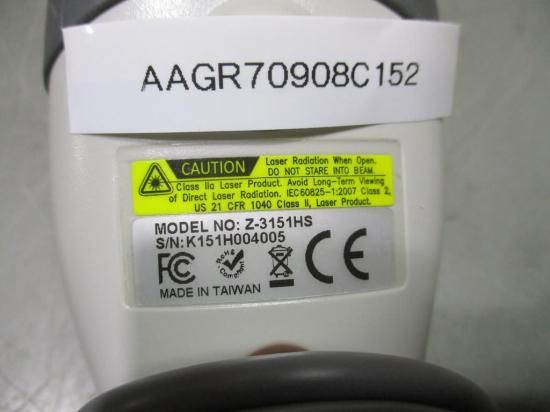 AAGR70908C152
CAUTION
Laser Radiation When Open.
DO NOT STARE INTO BEAM.
Class IIa Laser Product. Avoid Long-Term Viewing
of Direct Laser Radiation. IEC60825-1:2007 Class 2,
US 21 CFR 1040 Class II, Laser Product.
MODEL NO: Z-3151HS
S/N: K151H004005
FC
RoHS
Compliant
CE
MADE IN TAIWAN